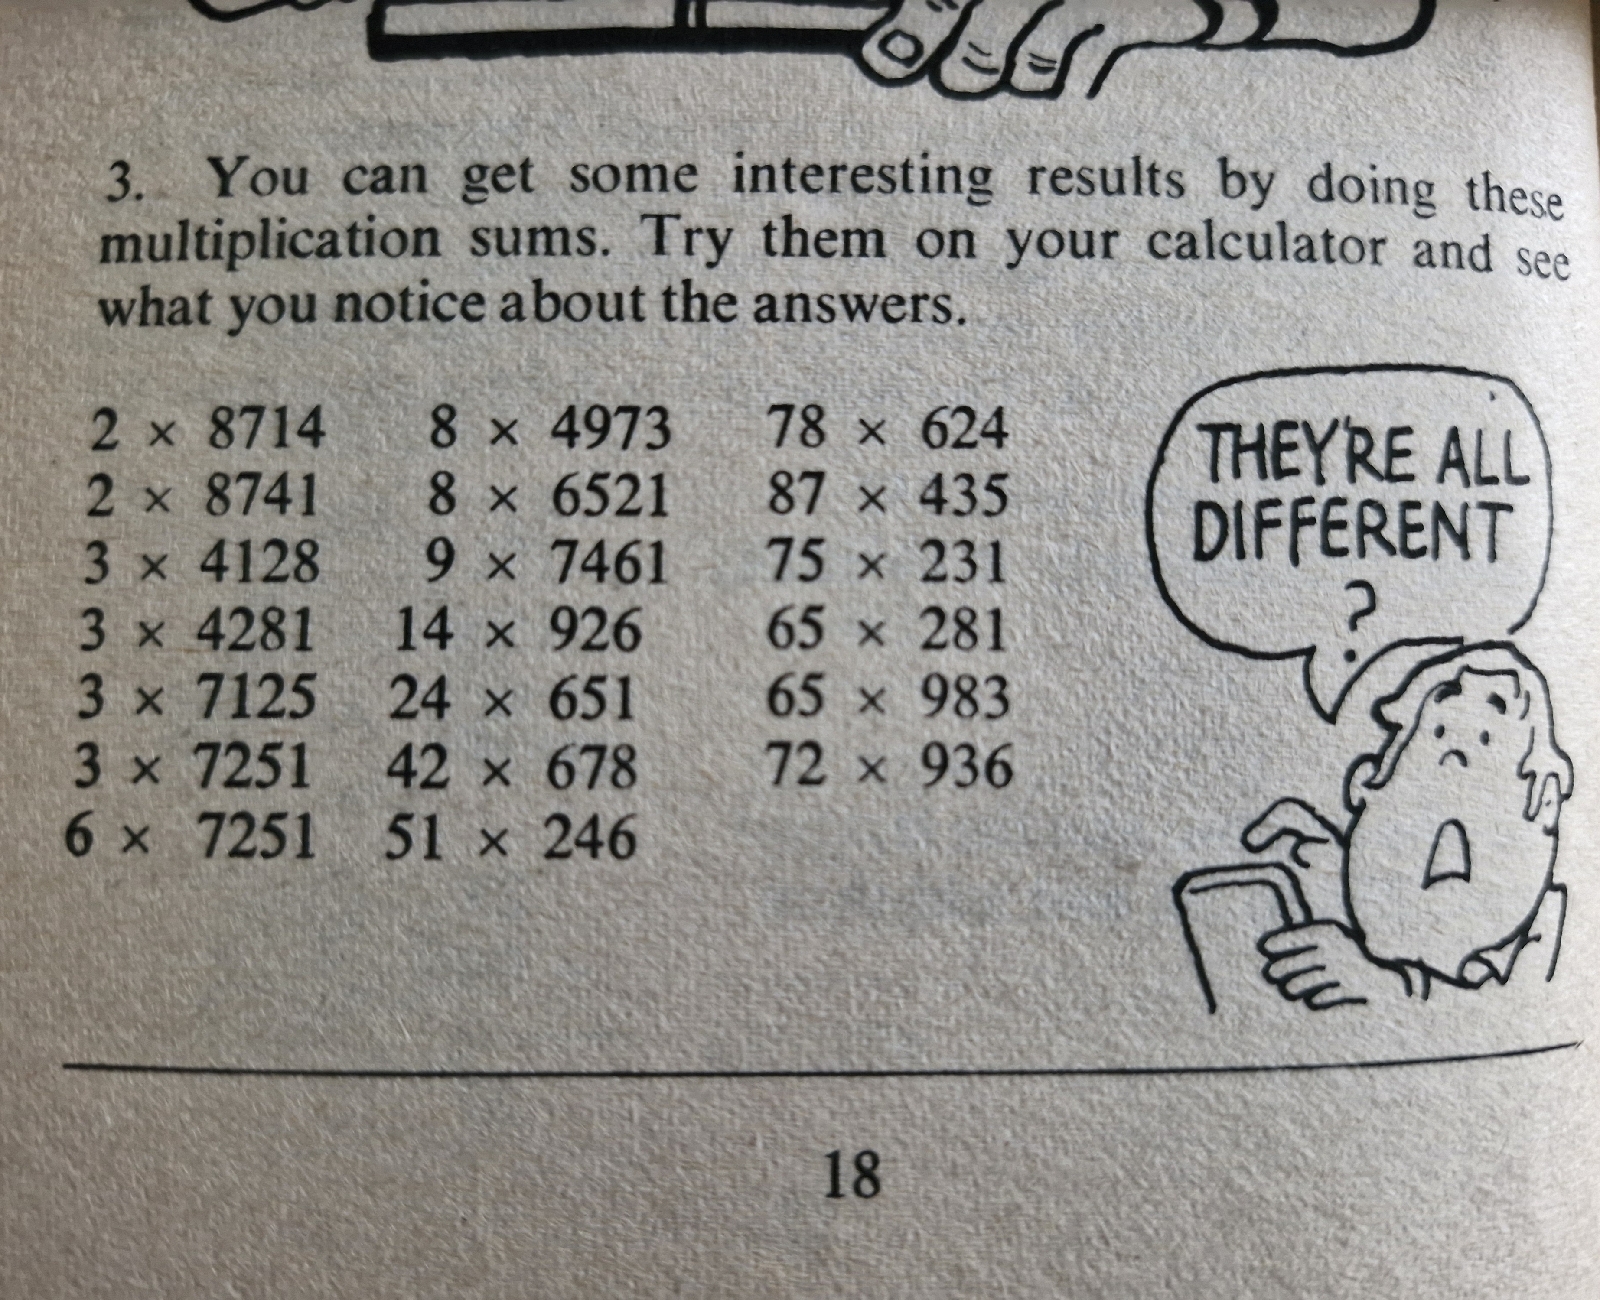 3. You can get some interesting results by doing these
multiplication sums. Try them on your calculator and see
what you notice about the answers.
2 × 8714 8 × 4973 78 × 624
2 × 8741 8 × 6521 87 × 435
3 × 4128 9 × 7461 75 × 231
3 × 4281 14 × 926 65 × 281
3 × 7125 24 × 651 65 × 983
3 × 7251 42 × 678 72 × 936
6 × 7251 51 × 246
THEY'RE ALL
DIFFERENT
?
18